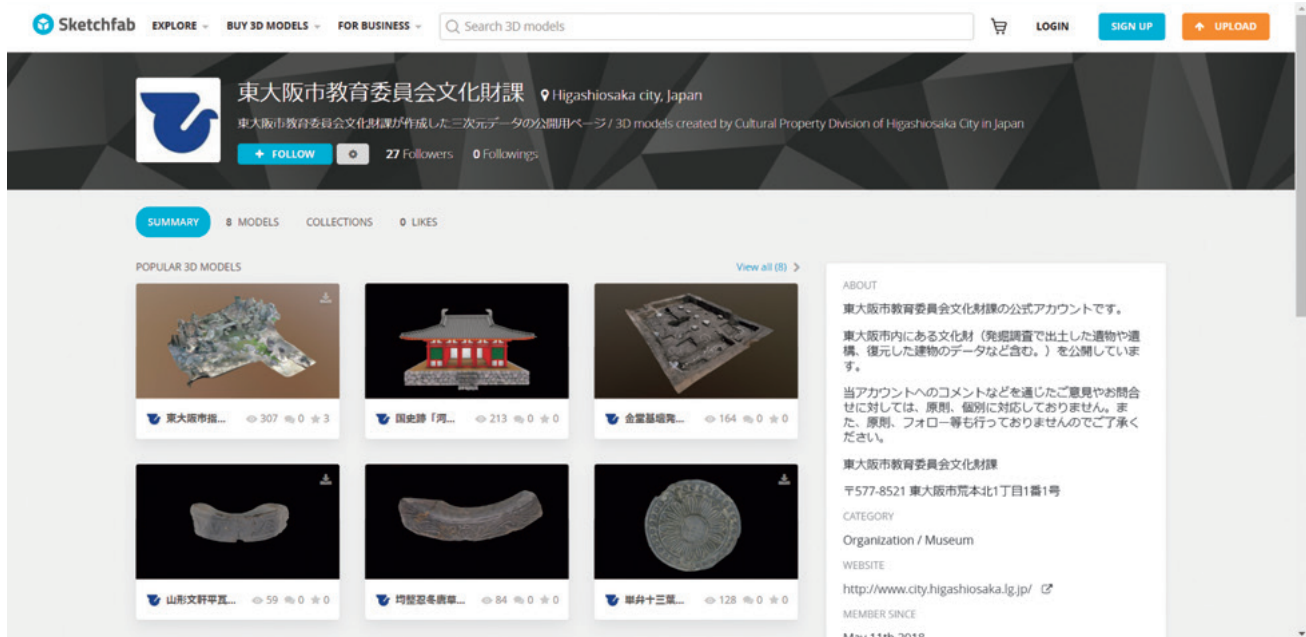 Sketchfab EXPLORE BUY 3D MODELS FOR BUSINESS Search 3D models LOGIN SIGN UP UPLOAD
東大阪市教育委員会文化財課 Higashiosaka city, Japan
東大阪市教育委員会文化財課が作成した三次元データの公開用ページ / 3D models created by Cultural Property Division of Higashiosaka City in Japan
+ FOLLOW 27 Followers 0 Followings
SUMMARY 8 MODELS COLLECTIONS 0 LIKES
POPULAR 3D MODELS View all (8)
東大阪市指... 307 0 3
国史跡「河... 213 0 0
金堂基壇発... 164 0 0
山形文軒平瓦... 59 0 0
均整忍冬唐草... 84 0 0
単弁十三葉... 128 0 0
ABOUT
東大阪市教育委員会文化財課の公式アカウントです。
東大阪市内にある文化財（発掘調査で出土した遺物や遺
構、復元した建物のデータなど含む。）を公開していま
す。
当アカウントへのコメントなどを通じたご意見やお問合
せに対しては、原則、個別に対応しておりません。ま
た、原則、フォロー等も行っておりませんのでご了承く
ださい。
東大阪市教育委員会文化財課
〒577-8521 東大阪市荒本北1丁目1番1号
CATEGORY
Organization / Museum
WEBSITE
http://www.city.higashiosaka.lg.jp/
MEMBER SINCE
May 11th 2018